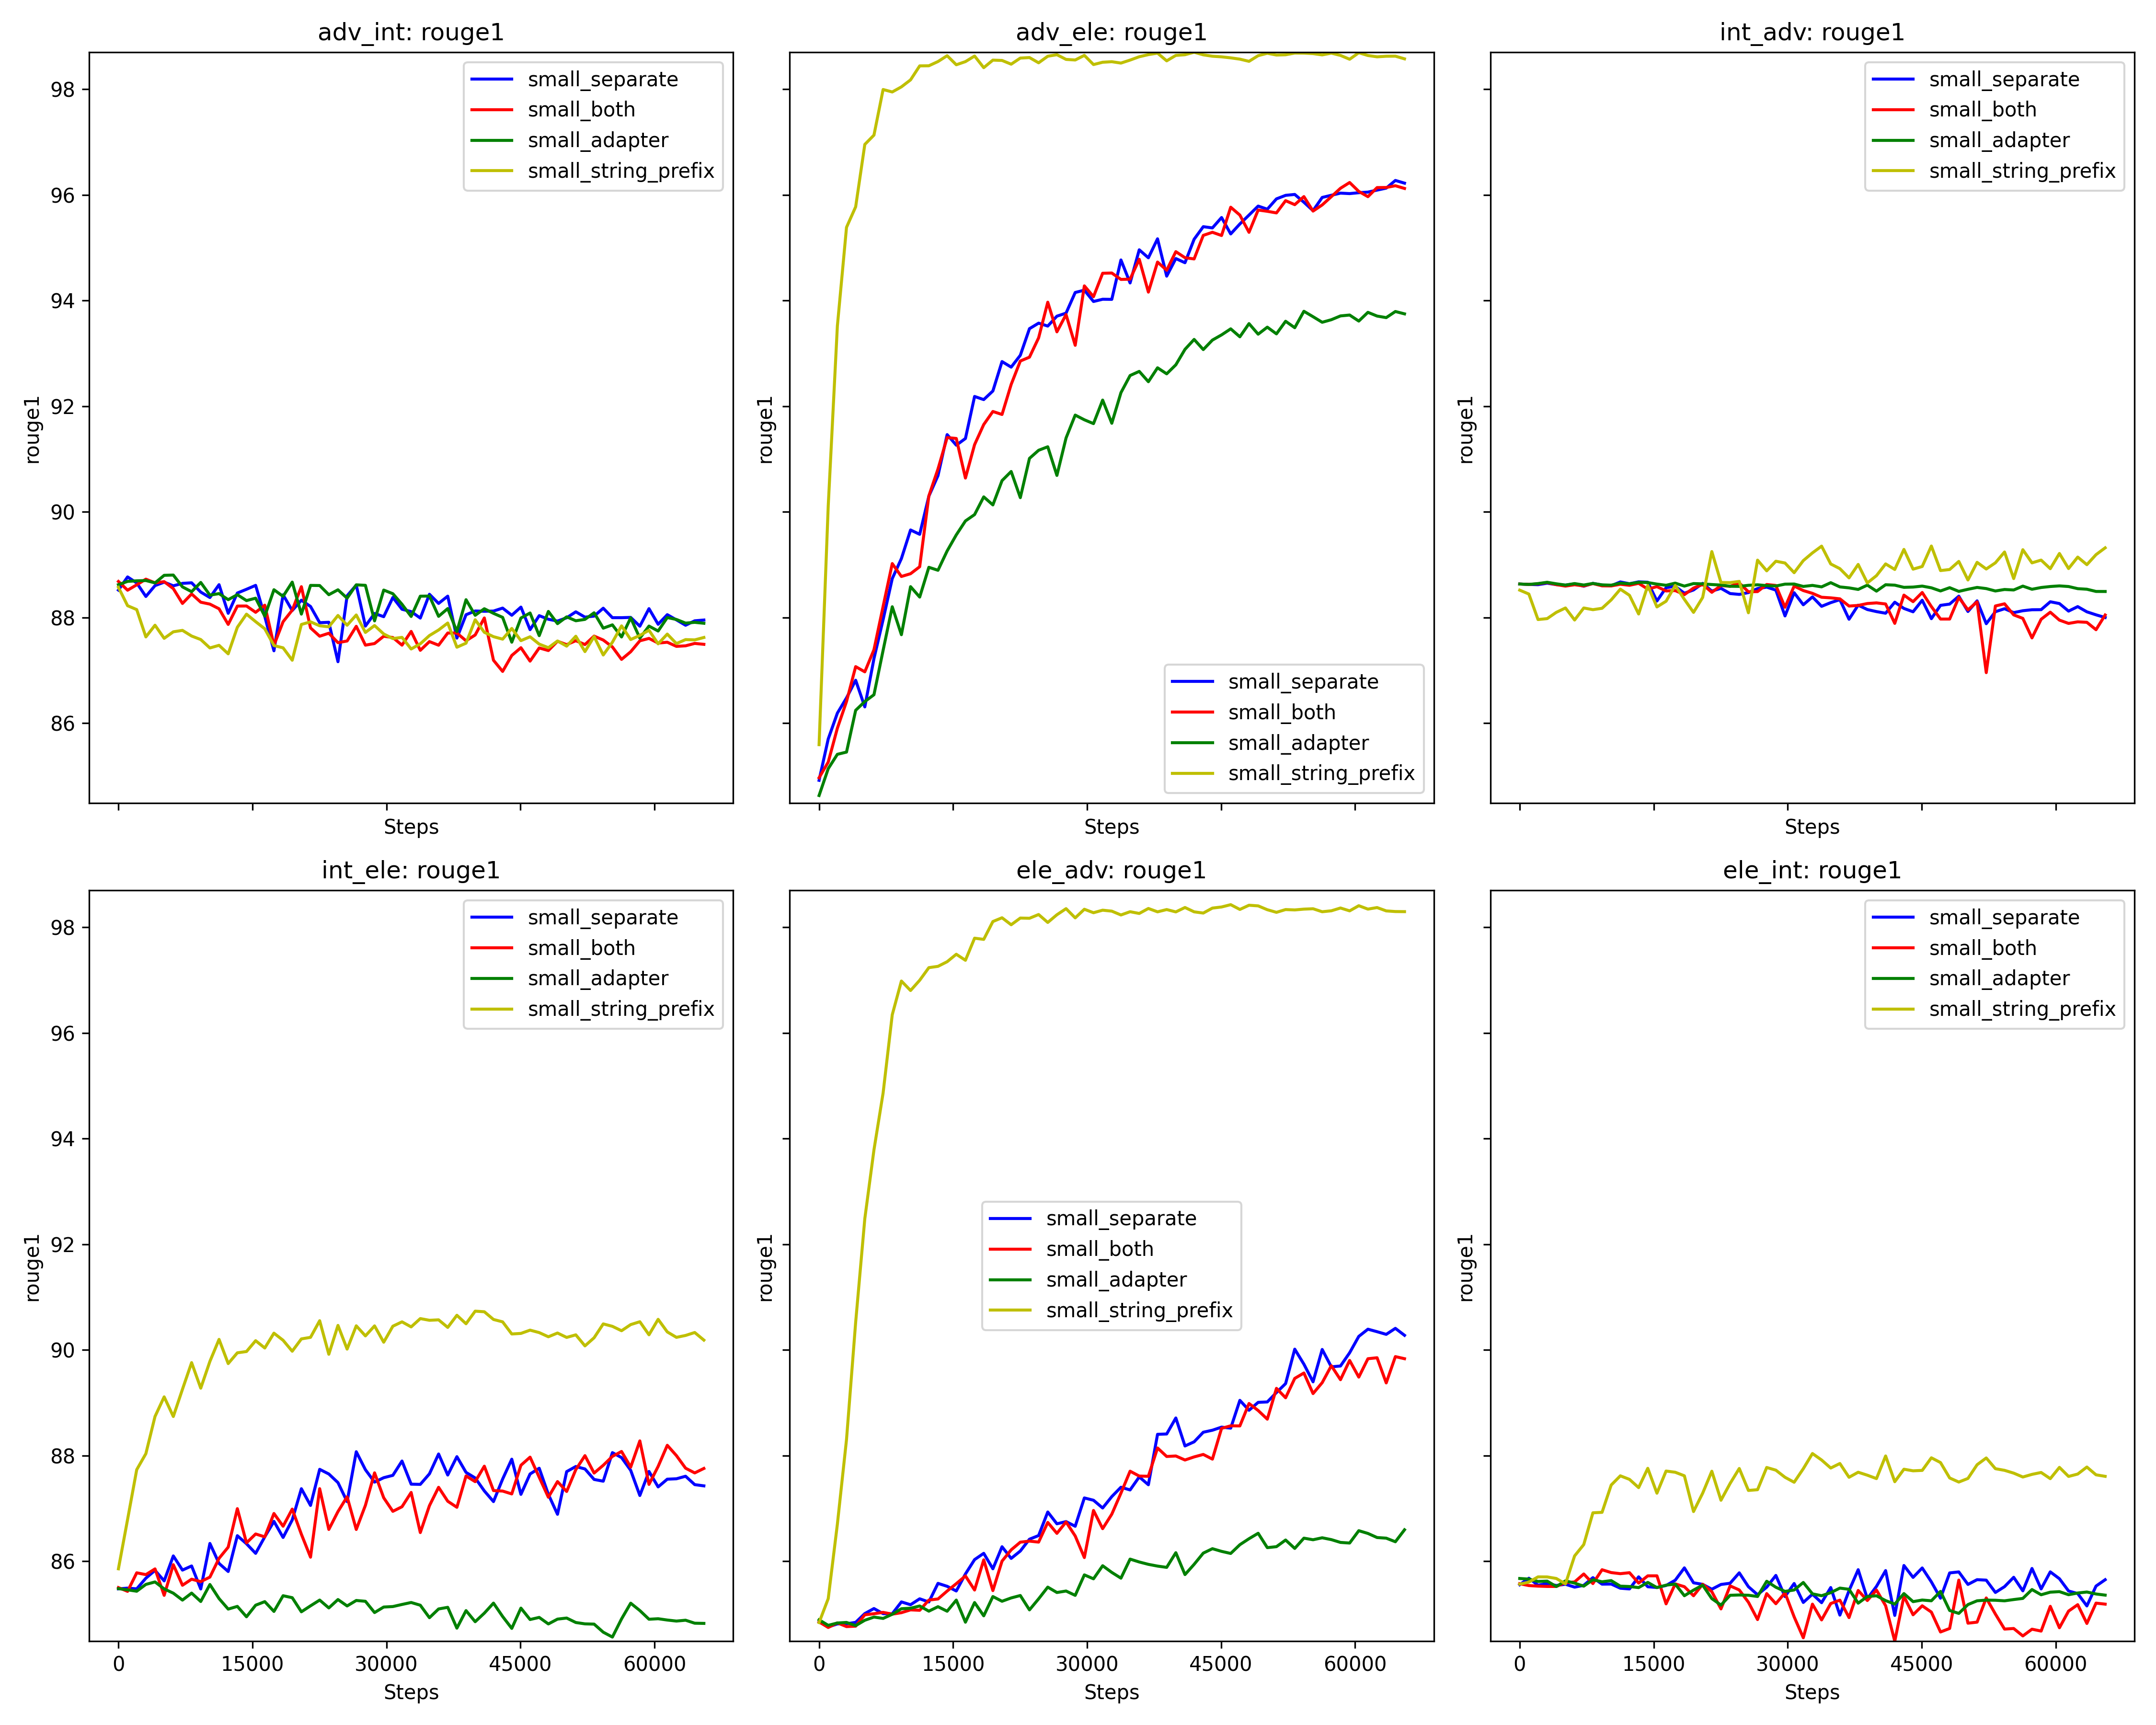 adv_int: rouge1
98
96
94
92
90
88
86
rouge1
Steps
small_separate
small_both
small_adapter
small_string_prefix
adv_ele: rouge1
rouge1
Steps
small_separate
small_both
small_adapter
small_string_prefix
int_adv: rouge1
rouge1
Steps
small_separate
small_both
small_adapter
small_string_prefix
int_ele: rouge1
98
96
94
92
90
88
86
rouge1
0 15000 30000 45000 60000
Steps
small_separate
small_both
small_adapter
small_string_prefix
ele_adv: rouge1
rouge1
0 15000 30000 45000 60000
Steps
small_separate
small_both
small_adapter
small_string_prefix
ele_int: rouge1
rouge1
0 15000 30000 45000 60000
Steps
small_separate
small_both
small_adapter
small_string_prefix